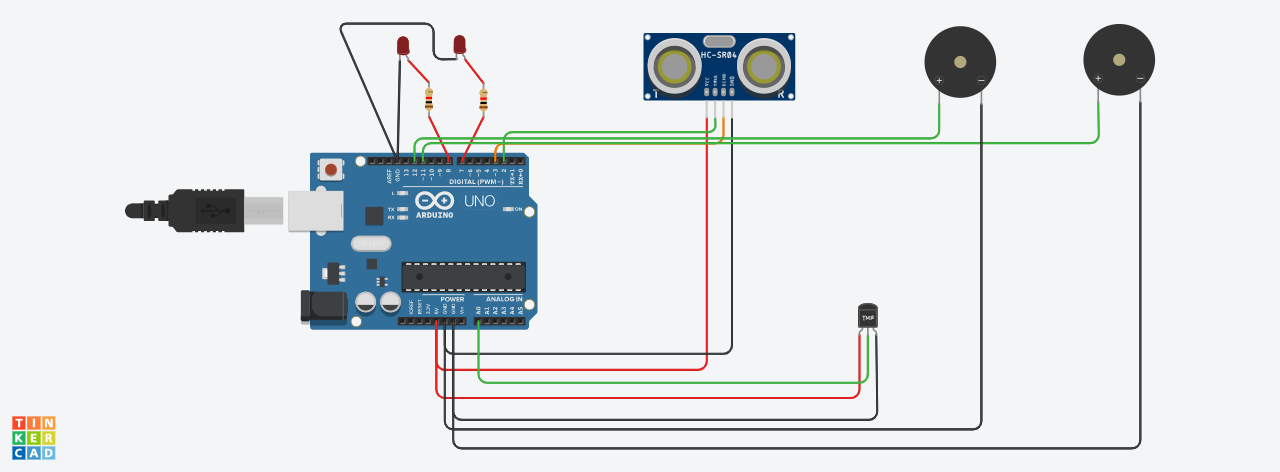 HC-SR04
VCC
TRIG
ECHO
GND
T
R
+
-
+
-
AREF
GND
13
12
~11
~10
~9
8
7
~6
~5
4
~3
2
TX→1
RX←0
DIGITAL (PWM~)
L
TX
RX
UNO
ARDUINO
ON
POWER
ANALOG IN
IOREF
RESET
3.3V
5V
GND
GND
Vin
A0
A1
A2
A3
A4
A5
TMP
TIN
KER
CAD